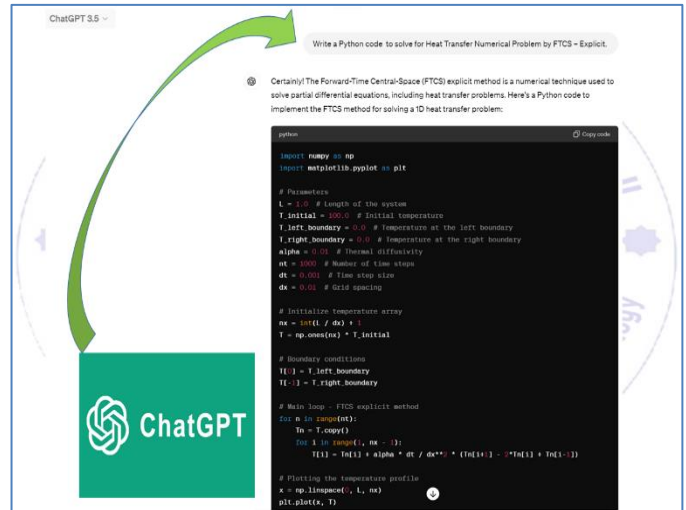 ChatGPT 3.5
Write a Python code to solve for Heat Transfer Numerical Problem by FTCS – Explicit.
Certainly! The Forward-Time Central-Space (FTCS) explicit method is a numerical technique used to
solve partial differential equations, including heat transfer problems. Here's a Python code to
implement the FTCS method for solving a 1D heat transfer problem:
python
Copy code
import numpy as np
import matplotlib.pyplot as plt
# Parameters
L = 1.0 # Length of the system
T_initial = 100.0 # Initial temperature
T_left_boundary = 0.0 # Temperature at the left boundary
T_right_boundary = 0.0 # Temperature at the right boundary
alpha = 0.01 # Thermal diffusivity
nt = 1000 # Number of time steps
dt = 0.001 # Time step size
dx = 0.01 # Grid spacing
# Initialize temperature array
nx = int(L / dx) + 1
T = np.ones(nx) * T_initial
# Boundary conditions
T[0] = T_left_boundary
T[-1] = T_right_boundary
# Main loop - FTCS explicit method
for n in range(nt):
Tn = T.copy()
for i in range(1, nx - 1):
T[i] = Tn[i] + alpha * dt / dx**2 * (Tn[i+1] - 2*Tn[i] + Tn[i-1])
# Plotting the temperature profile
x = np.linspace(0, L, nx)
plt.plot(x, T)
ChatGPT